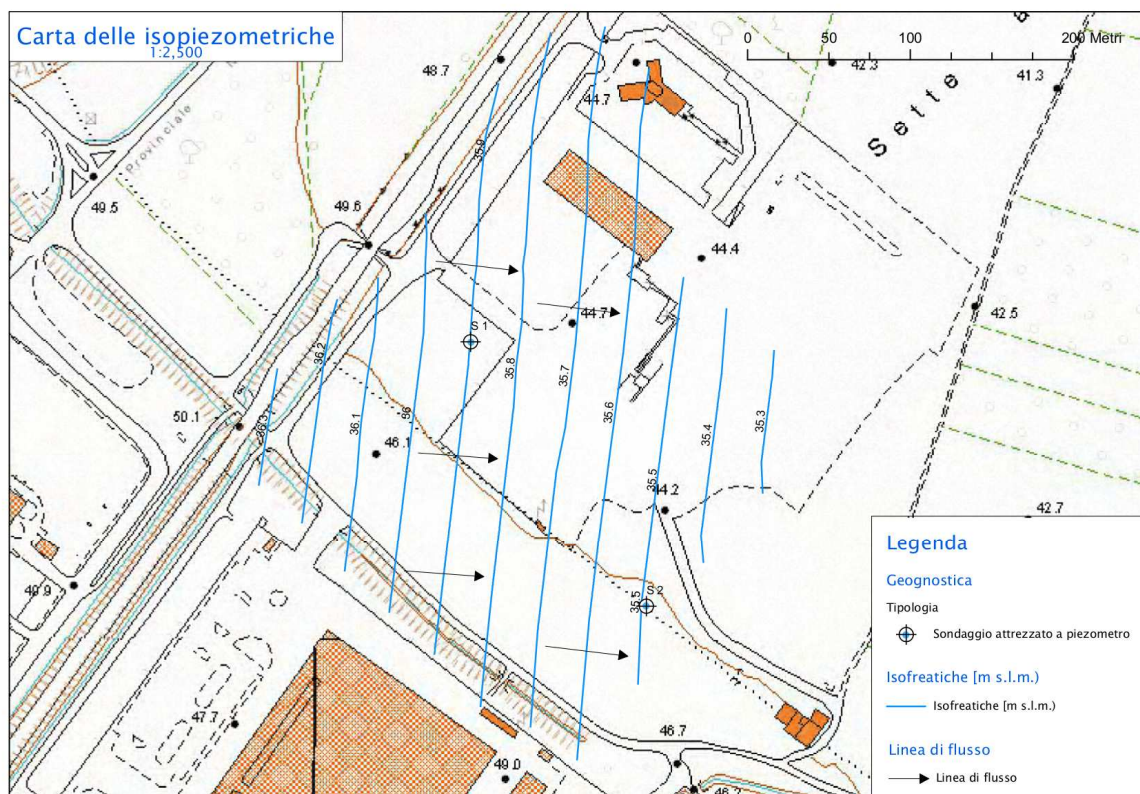 Carta delle isopiezometriche
1:2,500
0 50 100 200 Metri
48.7
44.7
42.3
41.3
Sette
Provinciale
49.5
49.6
35.9
44.4
S 1
44.7
42.5
36.2
36.3
36.1
36
35.8
35.7
35.6
35.5
35.4
35.3
50.1
46.1
44.2
42.7
49.9
35.5
S 2
47.7
46.7
49.0
46.2
Legenda
Geognostica
Tipologia
Sondaggio attrezzato a piezometro
Isofreatiche [m s.l.m.]
Isofreatiche [m s.l.m.]
Linea di flusso
Linea di flusso